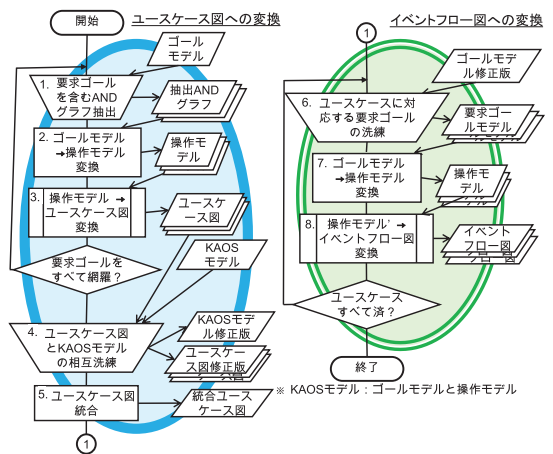 ユースケース図への変換
開始
ゴール
モデル
1. 要求ゴール
を含むAND
グラフ抽出
抽出AND
グラフ
2. ゴールモデル
→操作モデル
変換
操作モ
デル
3. 操作モデル →
ユースケース図
変換
ユースケ
ース図
KAOS
モデル
要求ゴールを
すべて網羅？
4. ユースケース図
とKAOSモデル
の相互洗練
KAOSモデ
ル修正版
ユースケー
ス図修正版
5. ユースケース図
統合
統合ユース
ケース図
1
イベントフロー図への変換
1
ゴールモデ
ル修正版
6. ユースケースに対
応する要求ゴール
の洗練
要求ゴー
ルモデル
7. ゴールモデル
→操作モデル
変換
操作モ
デル
8. 操作モデル' →
イベントフロー図
変換
イベント
フロー図
ユースケース
すべて済？
終了
※ KAOSモデル：ゴールモデルと操作モデル